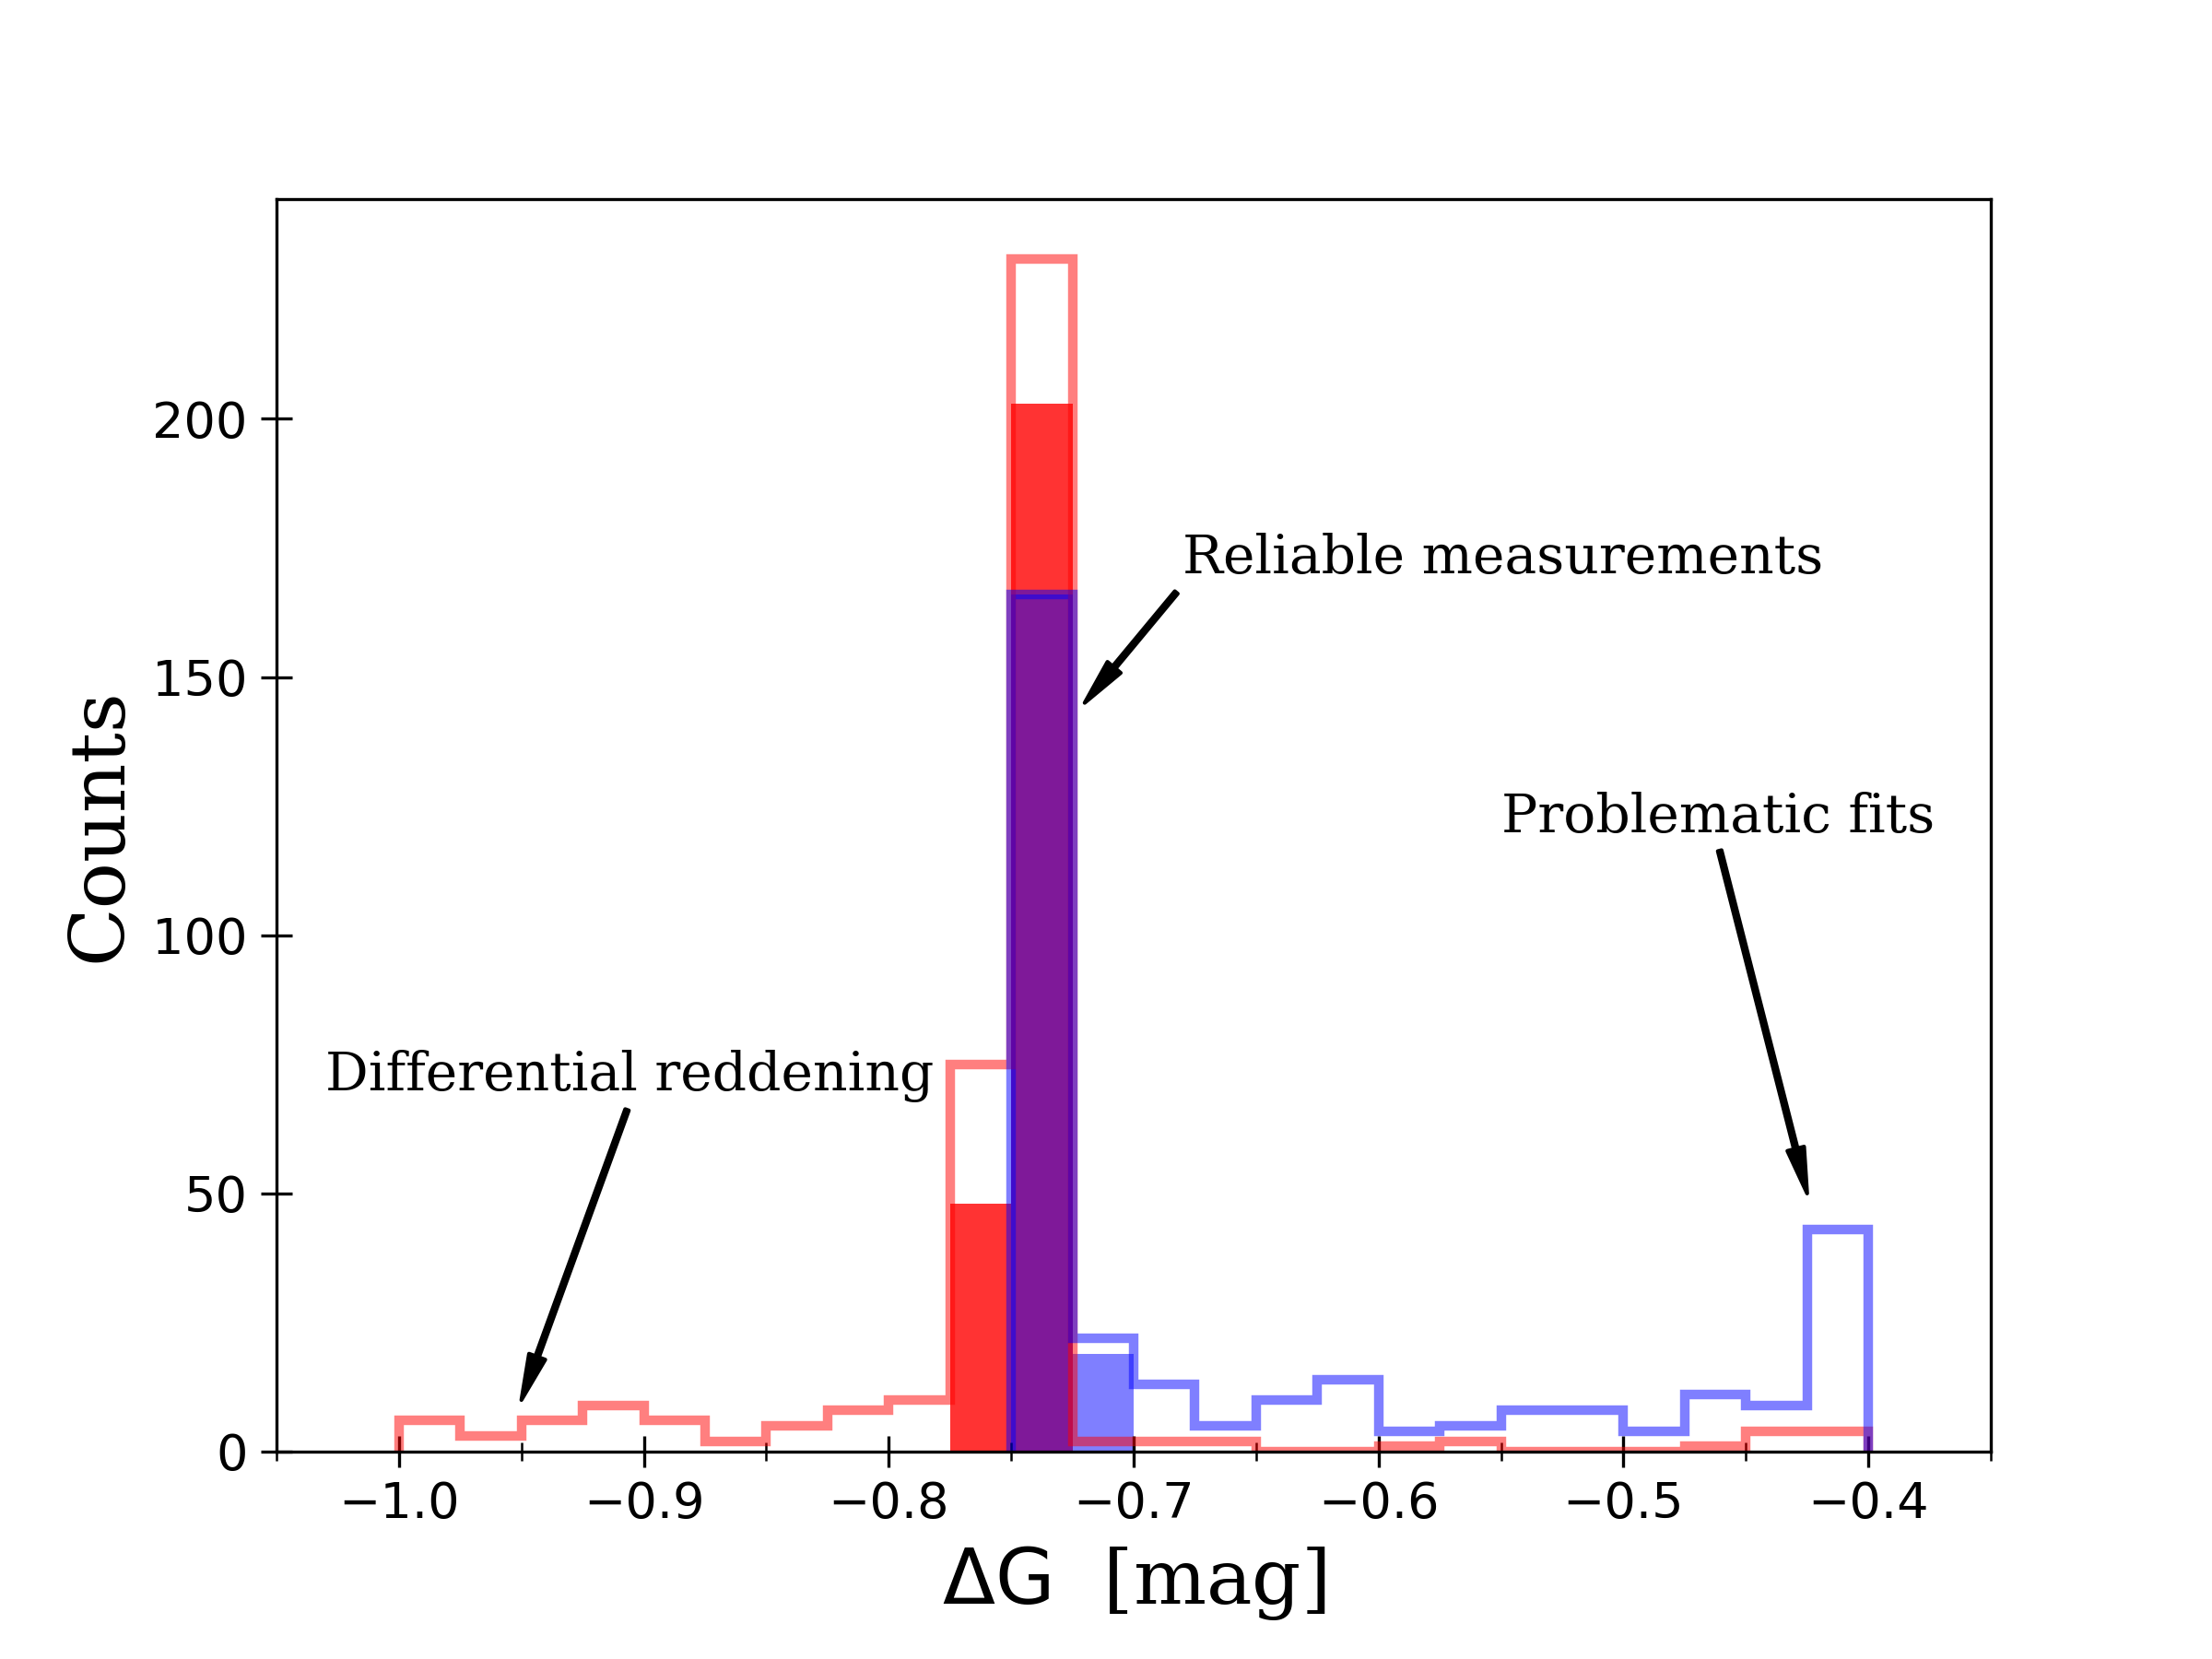 200
150
100
50
0
Counts
Reliable measurements
Problematic fits
Differential reddening
−1.0 −0.9 −0.8 −0.7 −0.6 −0.5 −0.4
ΔG [mag]